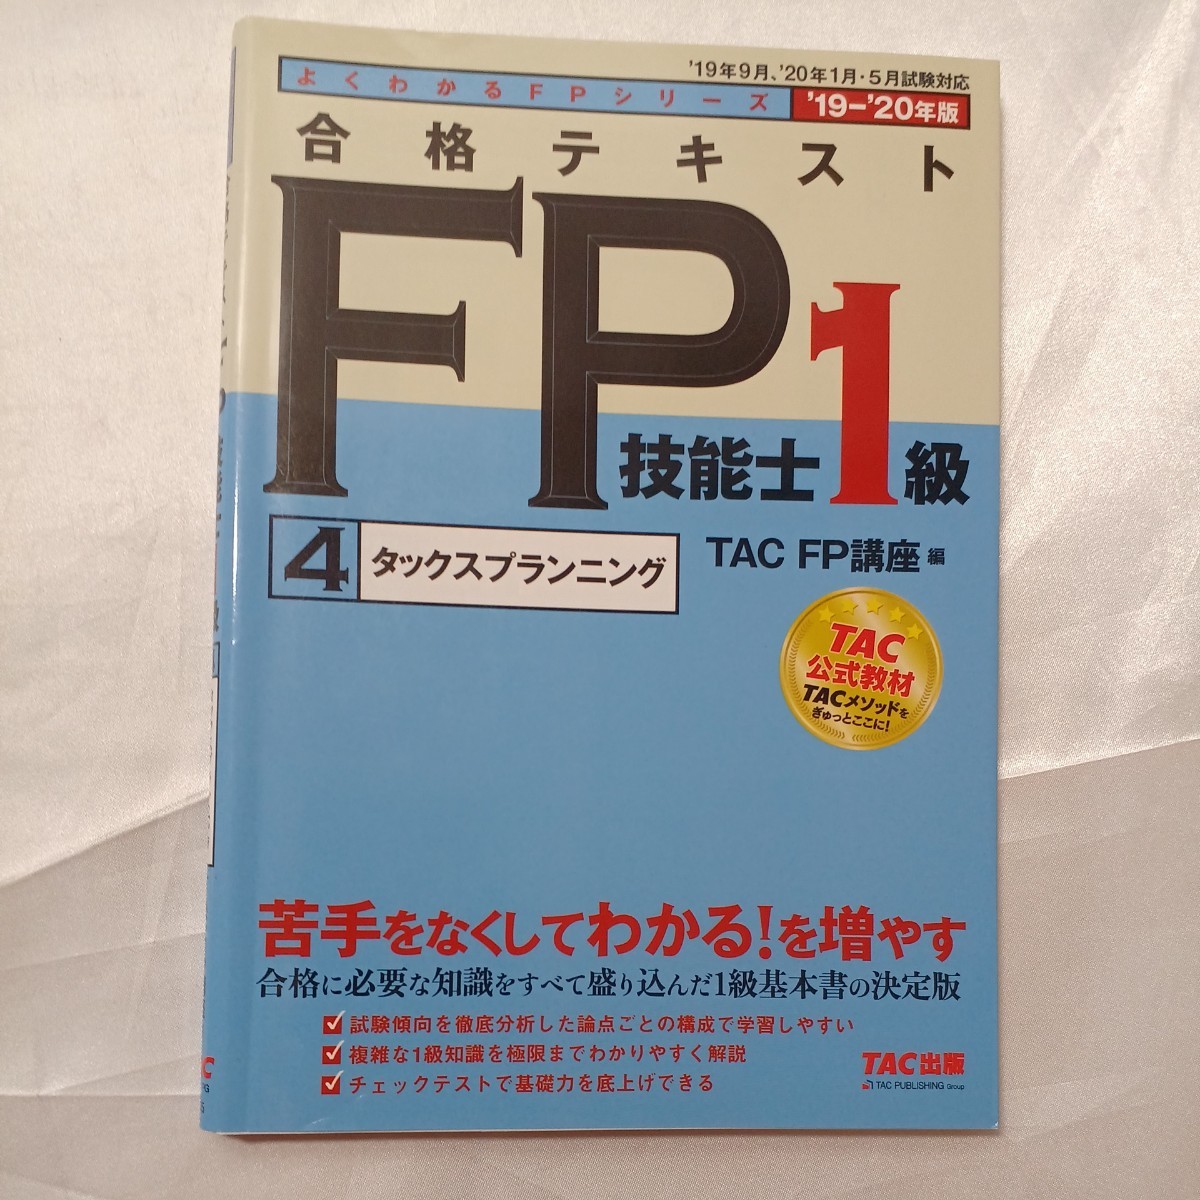 '19年9月、'20年1月・5月試験対応
よくわかるFPシリーズ
'19-'20年版
合格テキスト
FP
技能士1級
4 タックスプランニング
TAC FP講座 編
TAC
公式教材
TACメソッドを
ぎゅっとここに!
苦手をなくしてわかる!を増やす
合格に必要な知識をすべて盛り込んだ1級基本書の決定版
試験傾向を徹底分析した論点ごとの構成で学習しやすい
複雑な1級知識を極限までわかりやすく解説
チェックテストで基礎力を底上げできる
TAC出版
TAC PUBLISHING Group